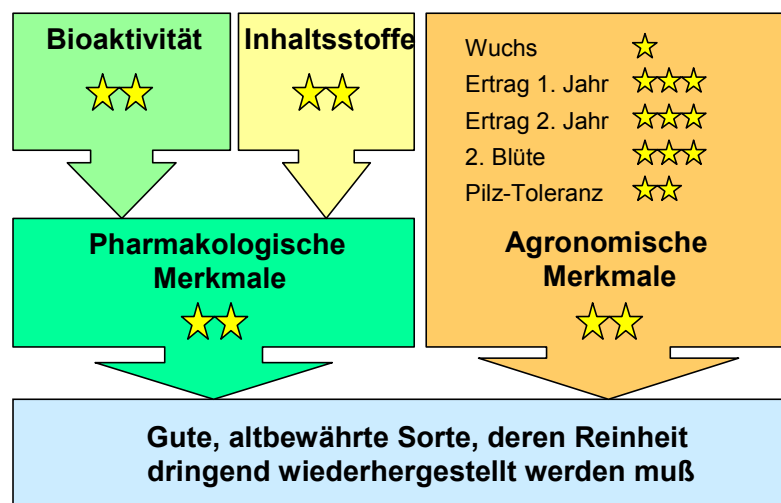 Bioaktivität
Inhaltsstoffe
Wuchs
Ertrag 1. Jahr
Ertrag 2. Jahr
2. Blüte
Pilz-Toleranz
Pharmakologische
Merkmale
Agronomische
Merkmale
Gute, altbewährte Sorte, deren Reinheit
dringend wiederhergestellt werden muß